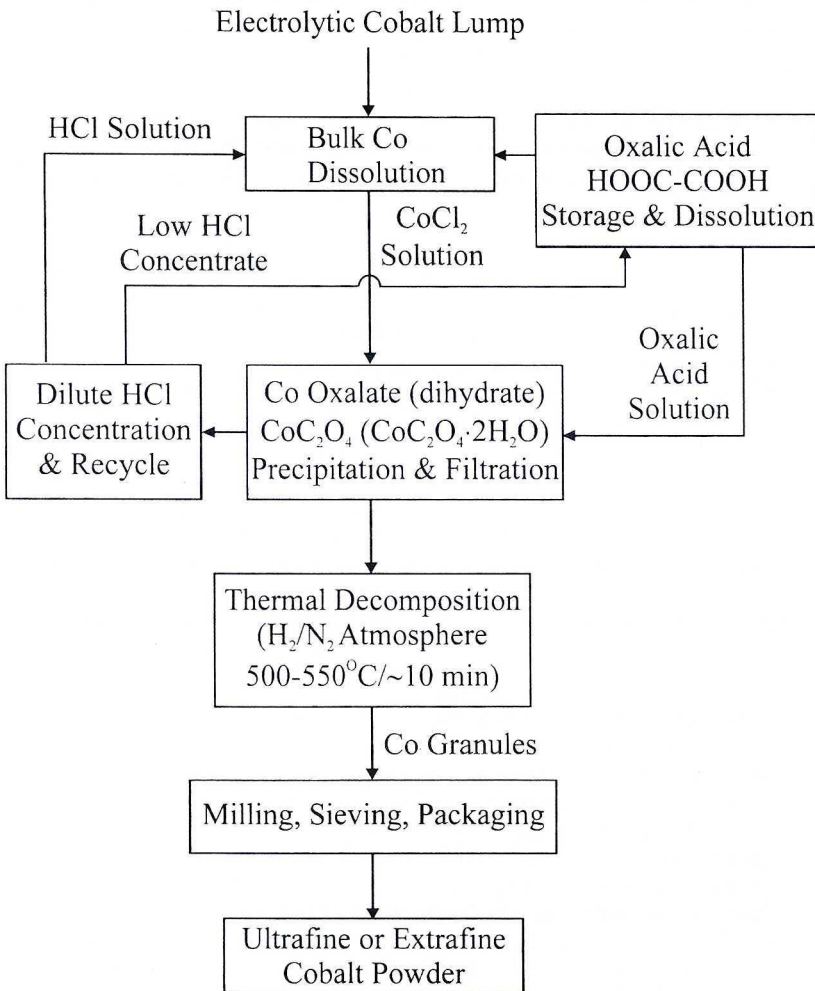 Electrolytic Cobalt Lump
HCl Solution
Bulk Co
Dissolution
Oxalic Acid
HOOC-COOH
Storage & Dissolution
Low HCl
Concentrate
CoCl₂
Solution
Oxalic
Acid
Solution
Dilute HCl
Concentration
& Recycle
Co Oxalate (dihydrate)
CoC₂O₄ (CoC₂O₄·2H₂O)
Precipitation & Filtration
Thermal Decomposition
(H₂/N₂ Atmosphere
500-550°C/~10 min)
Co Granules
Milling, Sieving, Packaging
Ultrafine or Extrafine
Cobalt Powder